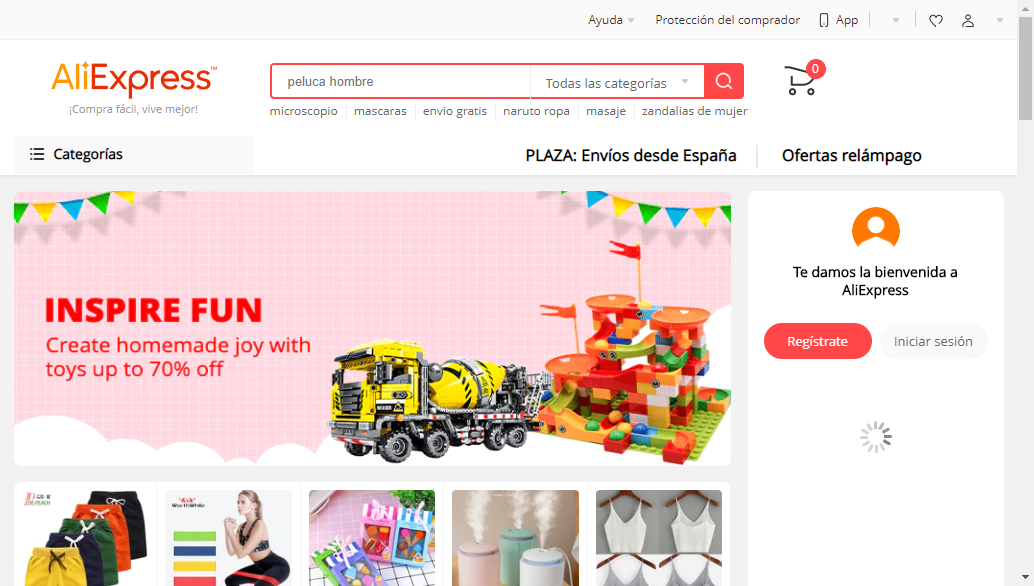 Ayuda
Protección del comprador
App
AliExpress™
¡Compra fácil, vive mejor!
peluca hombre
Todas las categorías
0
microscopio
mascaras
envio gratis
naruto ropa
masaje
zandalias de mujer
Categorías
PLAZA: Envíos desde España
Ofertas relámpago
INSPIRE FUN
Create homemade joy with
toys up to 70% off
Te damos la bienvenida a
AliExpress
Regístrate
Iniciar sesión